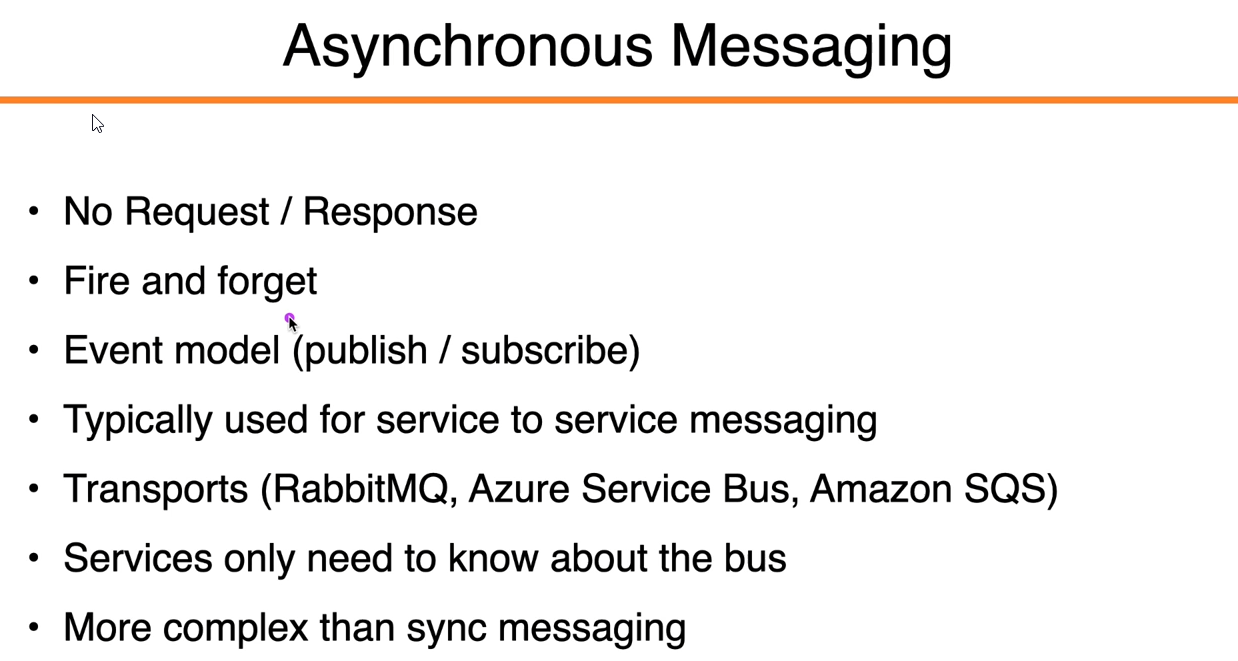 Asynchronous Messaging
• No Request / Response
• Fire and forget
• Event model (publish / subscribe)
• Typically used for service to service messaging
• Transports (RabbitMQ, Azure Service Bus, Amazon SQS)
• Services only need to know about the bus
• More complex than sync messaging